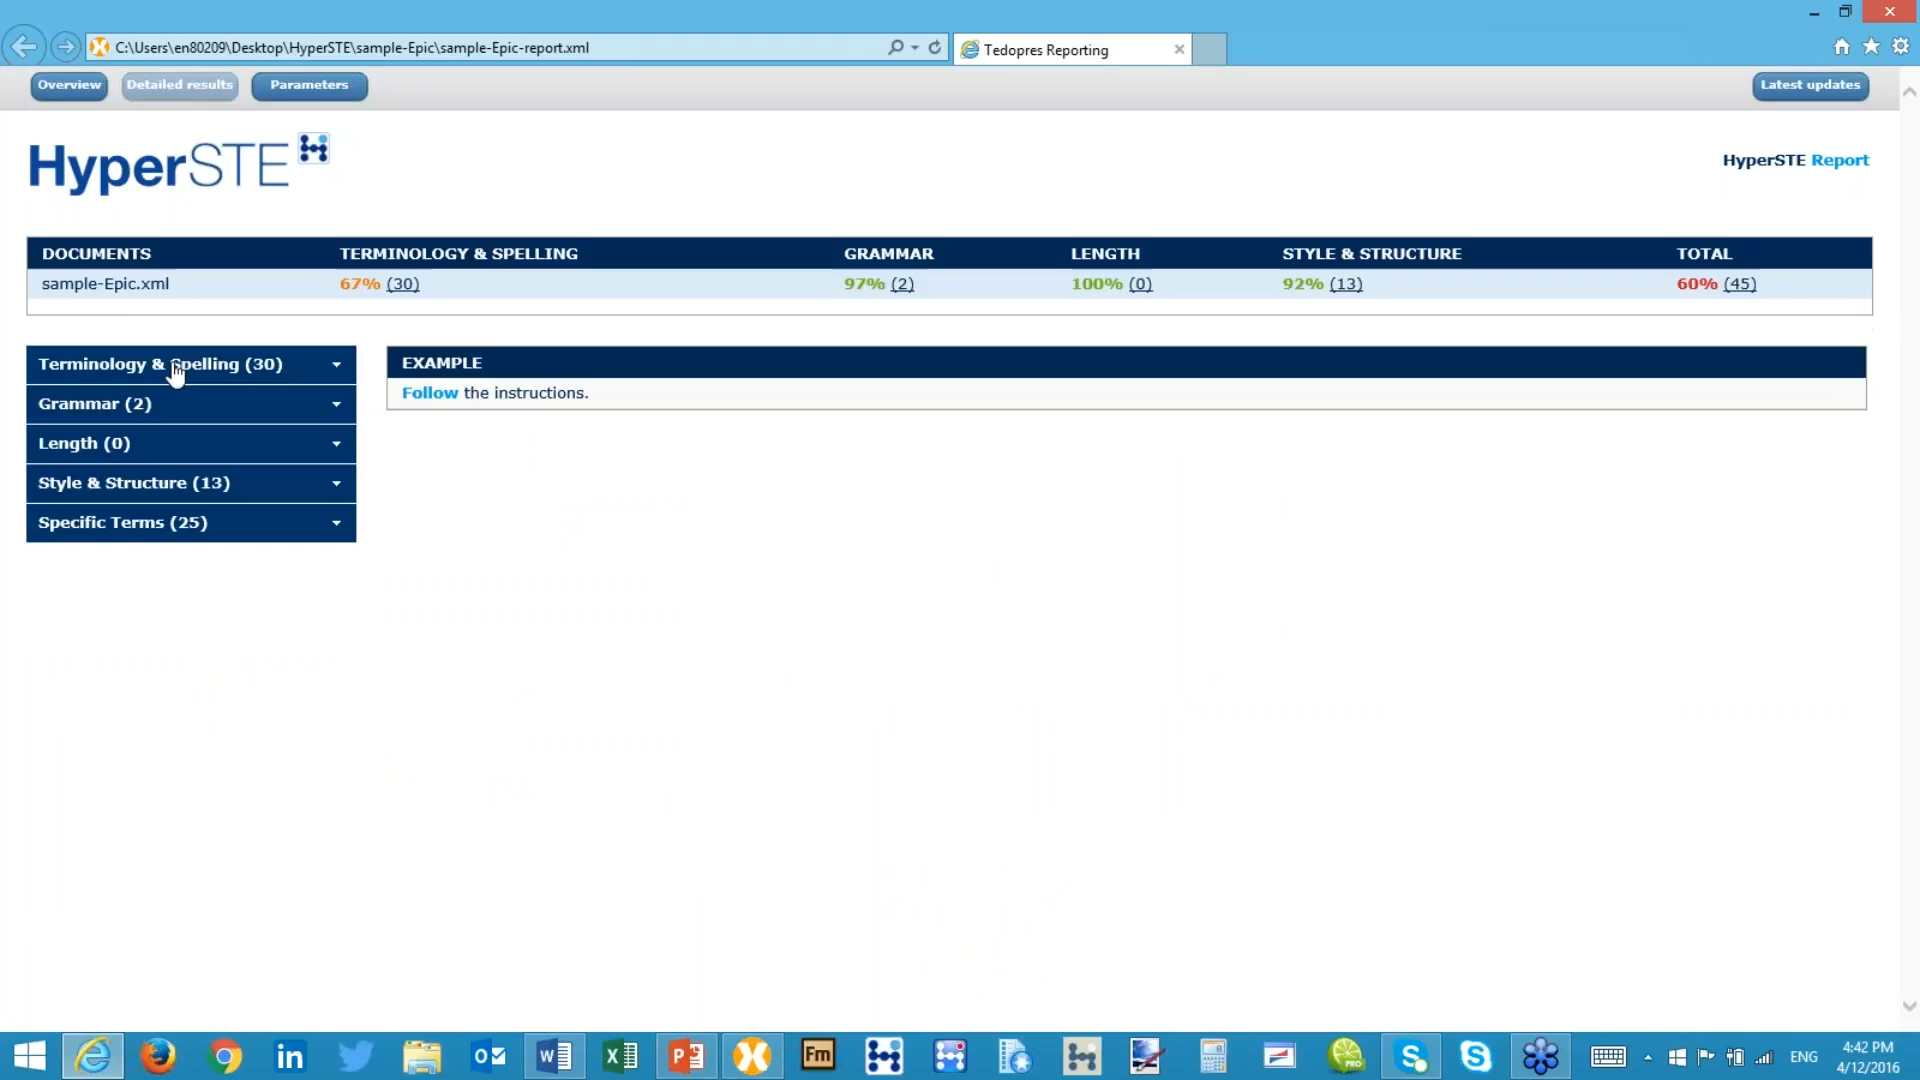 C:\Users\en80209\Desktop\HyperSTE\sample-Epic\sample-Epic-report.xml
Tedopres Reporting
Overview
Detailed results
Parameters
Latest updates
HyperSTE
HyperSTE Report
DOCUMENTS TERMINOLOGY & SPELLING GRAMMAR LENGTH STYLE & STRUCTURE TOTAL
sample-Epic.xml 67% (30) 97% (2) 100% (0) 92% (13) 60% (45)
Terminology & Spelling (30)
Grammar (2)
Length (0)
Style & Structure (13)
Specific Terms (25)
EXAMPLE
Follow the instructions.
Fm
PRO
ENG
4:42 PM
4/12/2016